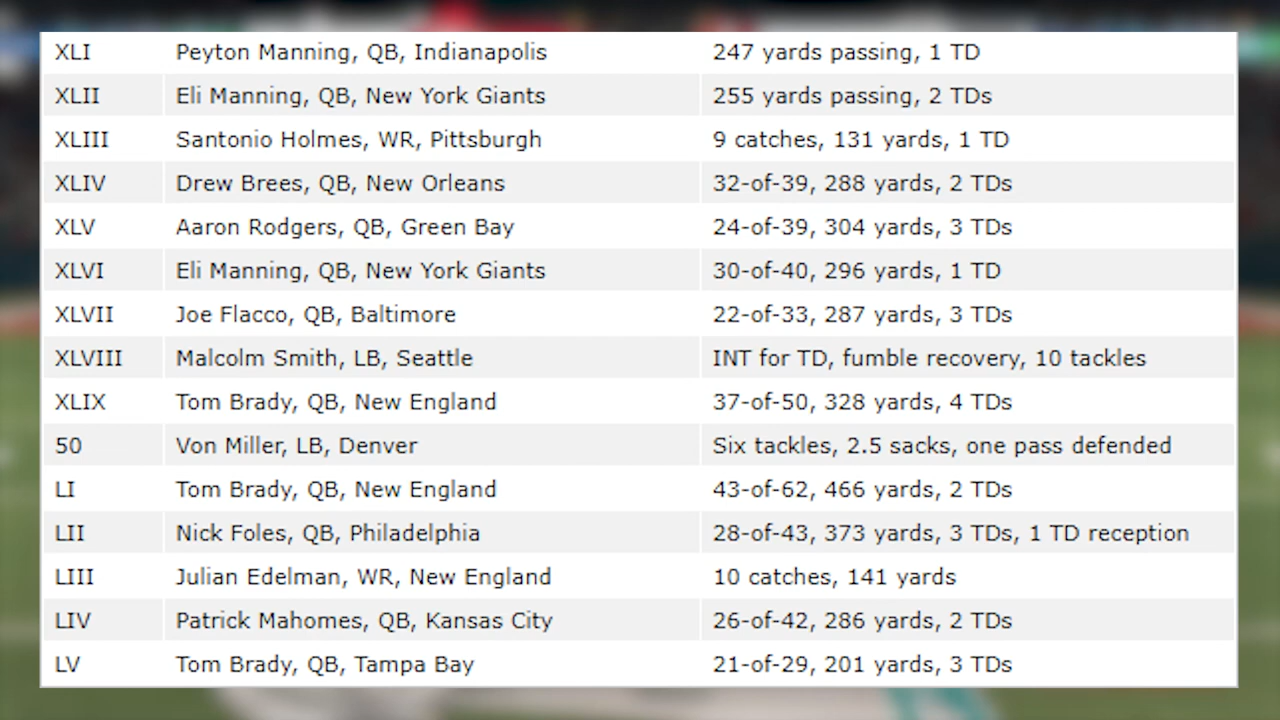 XLI Peyton Manning, QB, Indianapolis 247 yards passing, 1 TD
XLII Eli Manning, QB, New York Giants 255 yards passing, 2 TDs
XLIII Santonio Holmes, WR, Pittsburgh 9 catches, 131 yards, 1 TD
XLIV Drew Brees, QB, New Orleans 32-of-39, 288 yards, 2 TDs
XLV Aaron Rodgers, QB, Green Bay 24-of-39, 304 yards, 3 TDs
XLVI Eli Manning, QB, New York Giants 30-of-40, 296 yards, 1 TD
XLVII Joe Flacco, QB, Baltimore 22-of-33, 287 yards, 3 TDs
XLVIII Malcolm Smith, LB, Seattle INT for TD, fumble recovery, 10 tackles
XLIX Tom Brady, QB, New England 37-of-50, 328 yards, 4 TDs
50 Von Miller, LB, Denver Six tackles, 2.5 sacks, one pass defended
LI Tom Brady, QB, New England 43-of-62, 466 yards, 2 TDs
LII Nick Foles, QB, Philadelphia 28-of-43, 373 yards, 3 TDs, 1 TD reception
LIII Julian Edelman, WR, New England 10 catches, 141 yards
LIV Patrick Mahomes, QB, Kansas City 26-of-42, 286 yards, 2 TDs
LV Tom Brady, QB, Tampa Bay 21-of-29, 201 yards, 3 TDs